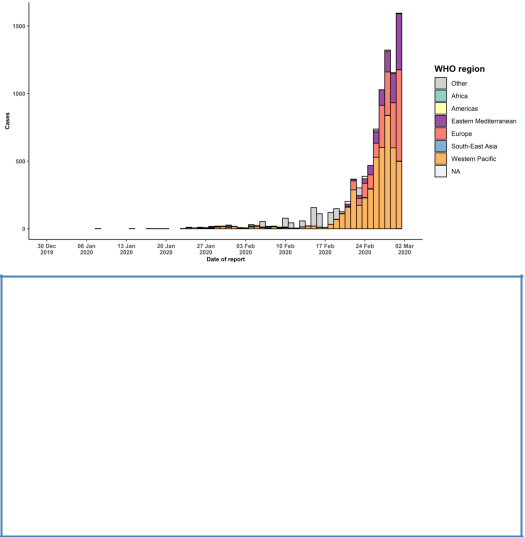 1500
1000
500
0
Cases
30 Dec 2019
06 Jan 2020
13 Jan 2020
20 Jan 2020
27 Jan 2020
03 Feb 2020
10 Feb 2020
17 Feb 2020
24 Feb 2020
02 Mar 2020
Date of report
WHO region
Other
Africa
Americas
Eastern Mediterranean
Europe
South-East Asia
Western Pacific
NA